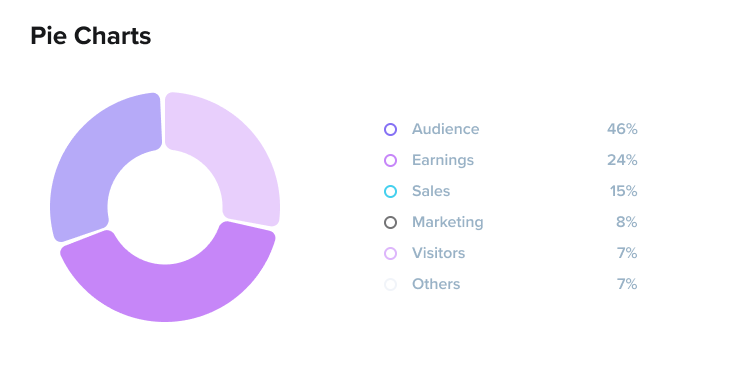 Pie Charts
Audience 46%
Earnings 24%
Sales 15%
Marketing 8%
Visitors 7%
Others 7%